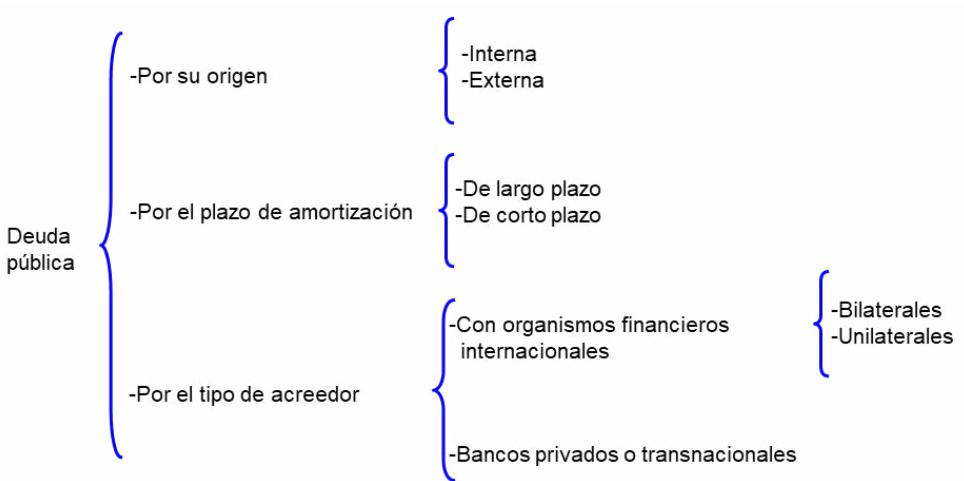 Deuda
pública
-Por su origen
-Interna
-Externa
-Por el plazo de amortización
-De largo plazo
-De corto plazo
-Por el tipo de acreedor
-Con organismos financieros
internacionales
-Bilaterales
-Unilaterales
-Bancos privados o transnacionales